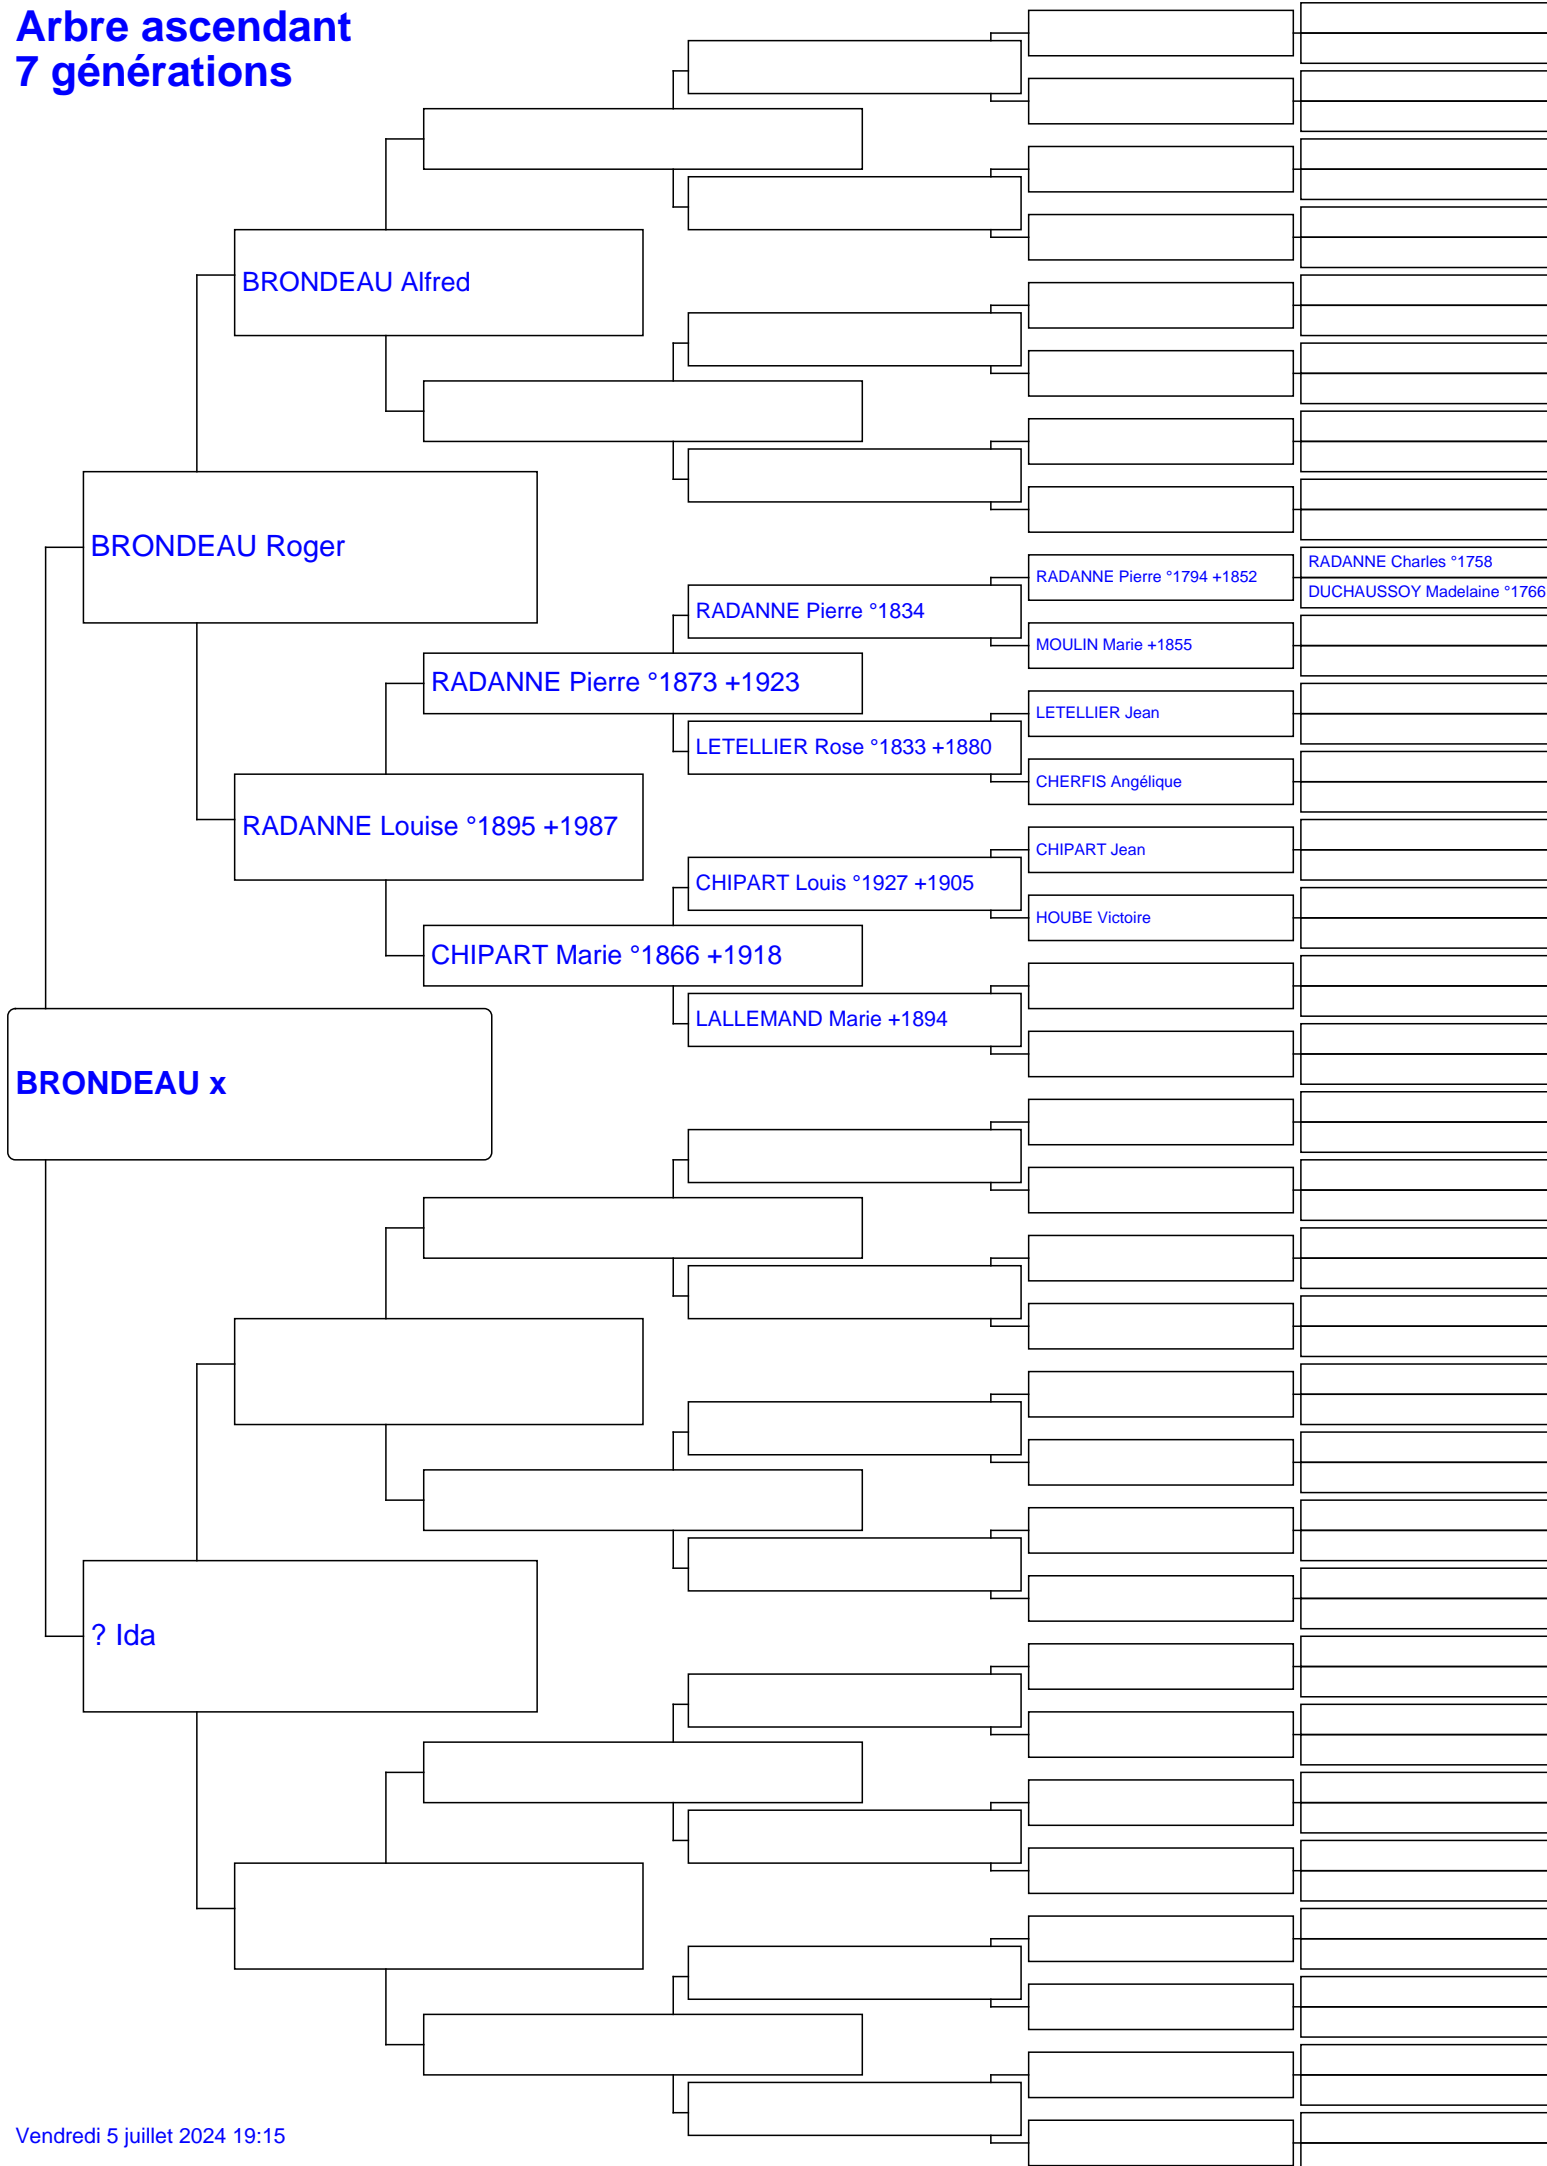 Arbre ascendant
7 générations
BRONDEAU Alfred
BRONDEAU Roger
RADANNE Charles °1758
RADANNE Pierre °1794 +1852
DUCHAUSSOY Madelaine °1766
RADANNE Pierre °1834
MOULIN Marie +1855
RADANNE Pierre °1873 +1923
LETELLIER Jean
LETELLIER Rose °1833 +1880
CHERFIS Angélique
RADANNE Louise °1895 +1987
CHIPART Jean
CHIPART Louis °1927 +1905
HOUBE Victoire
CHIPART Marie °1866 +1918
LALLEMAND Marie +1894
BRONDEAU x
? Ida
Vendredi 5 juillet 2024 19:15